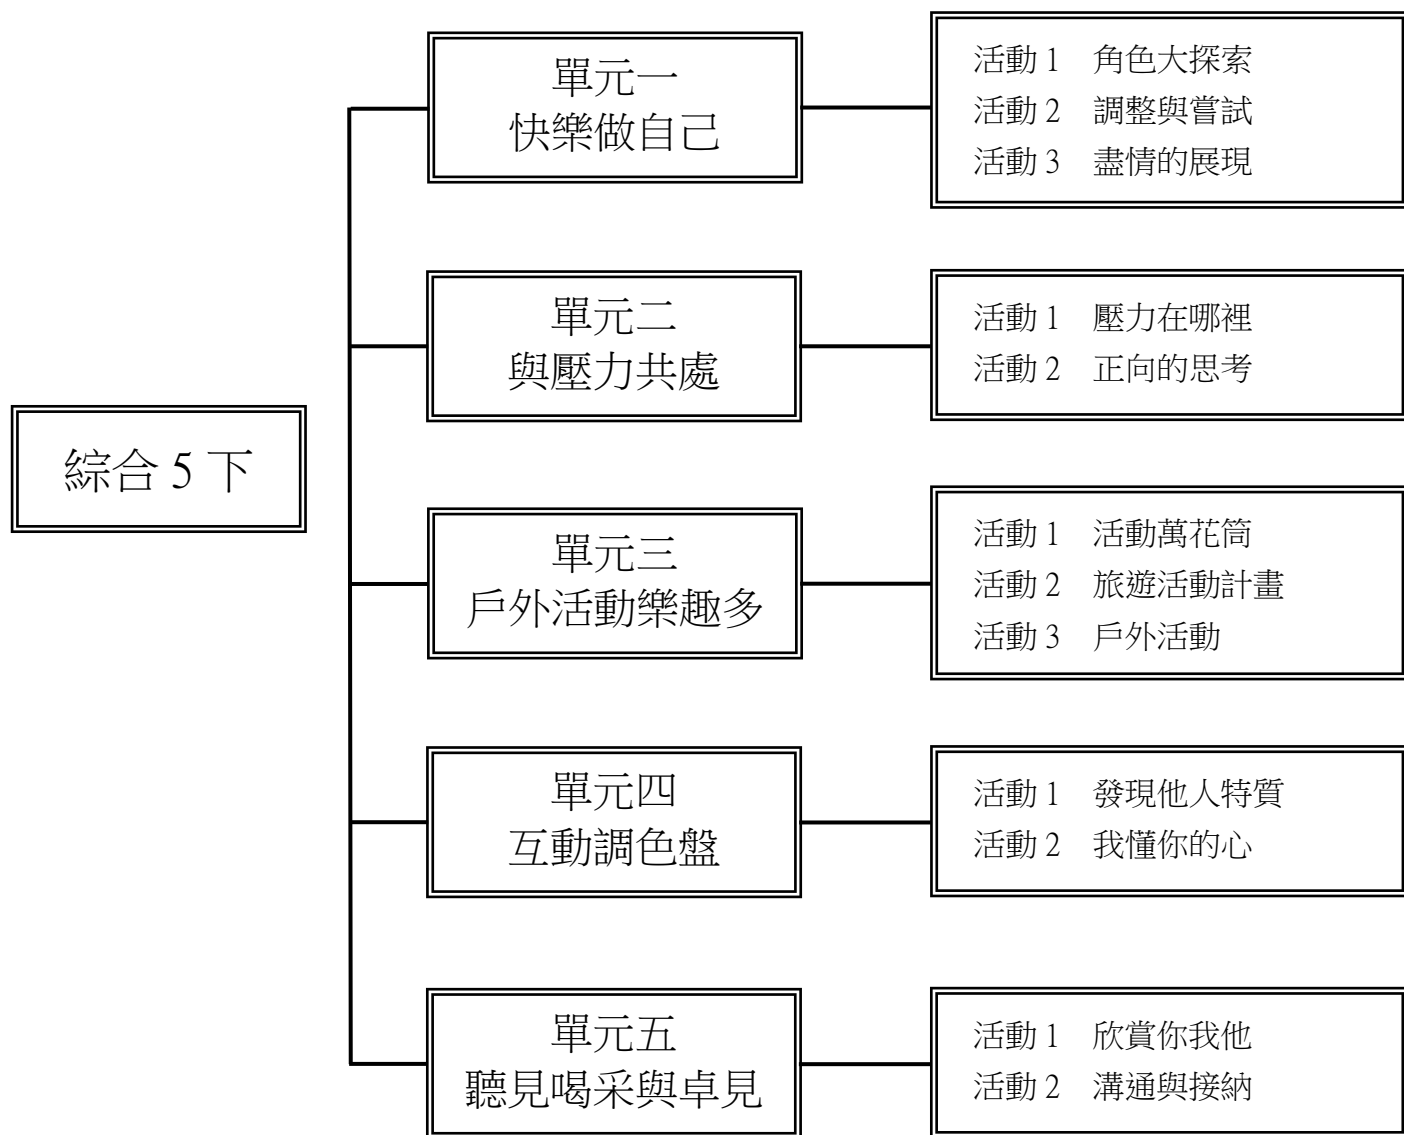 綜合 5 下
單元一
快樂做自己
活動 1 角色大探索
活動 2 調整與嘗試
活動 3 盡情的展現
單元二
與壓力共處
活動 1 壓力在哪裡
活動 2 正向的思考
單元三
戶外活動樂趣多
活動 1 活動萬花筒
活動 2 旅遊活動計畫
活動 3 戶外活動
單元四
互動調色盤
活動 1 發現他人特質
活動 2 我懂你的心
單元五
聽見喝采與卓見
活動 1 欣賞你我他
活動 2 溝通與接納